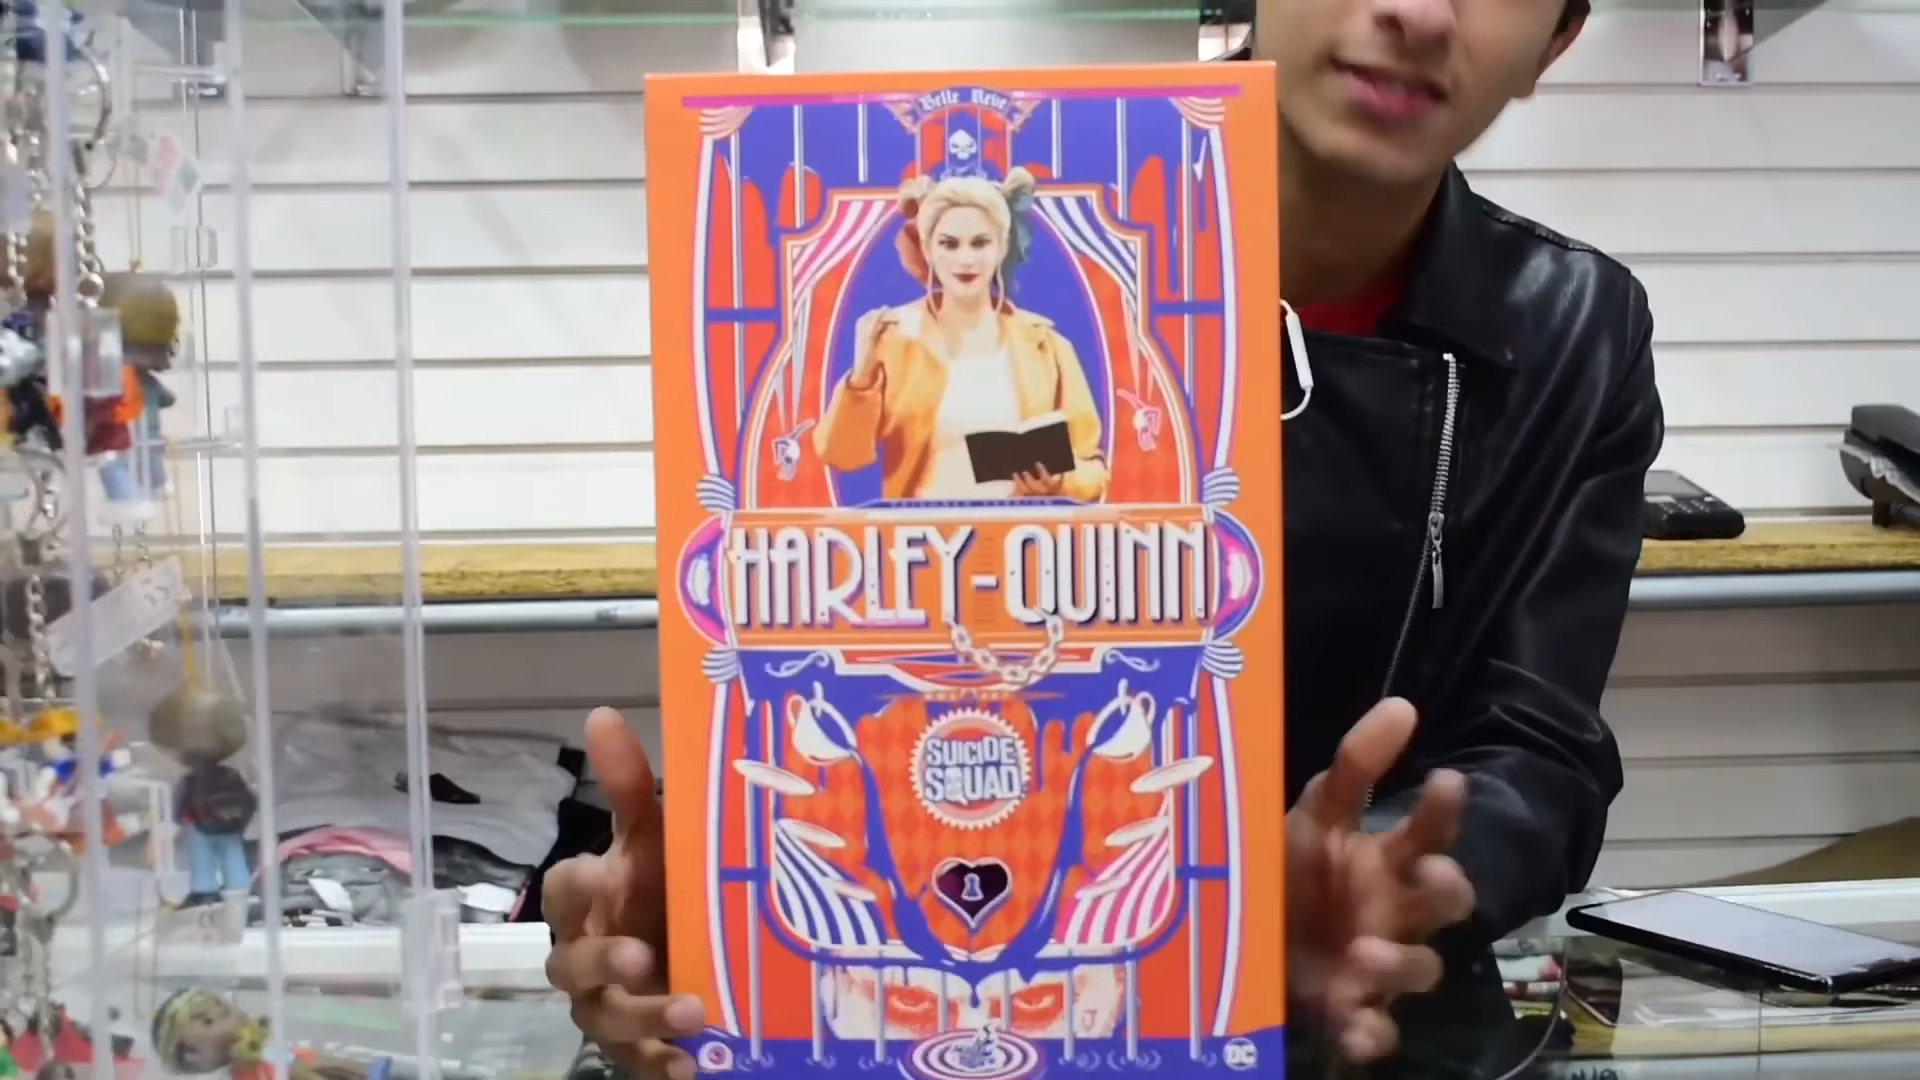 Belle Reve
HARLEY-QUINN
SUICIDE
SQUAD
DC